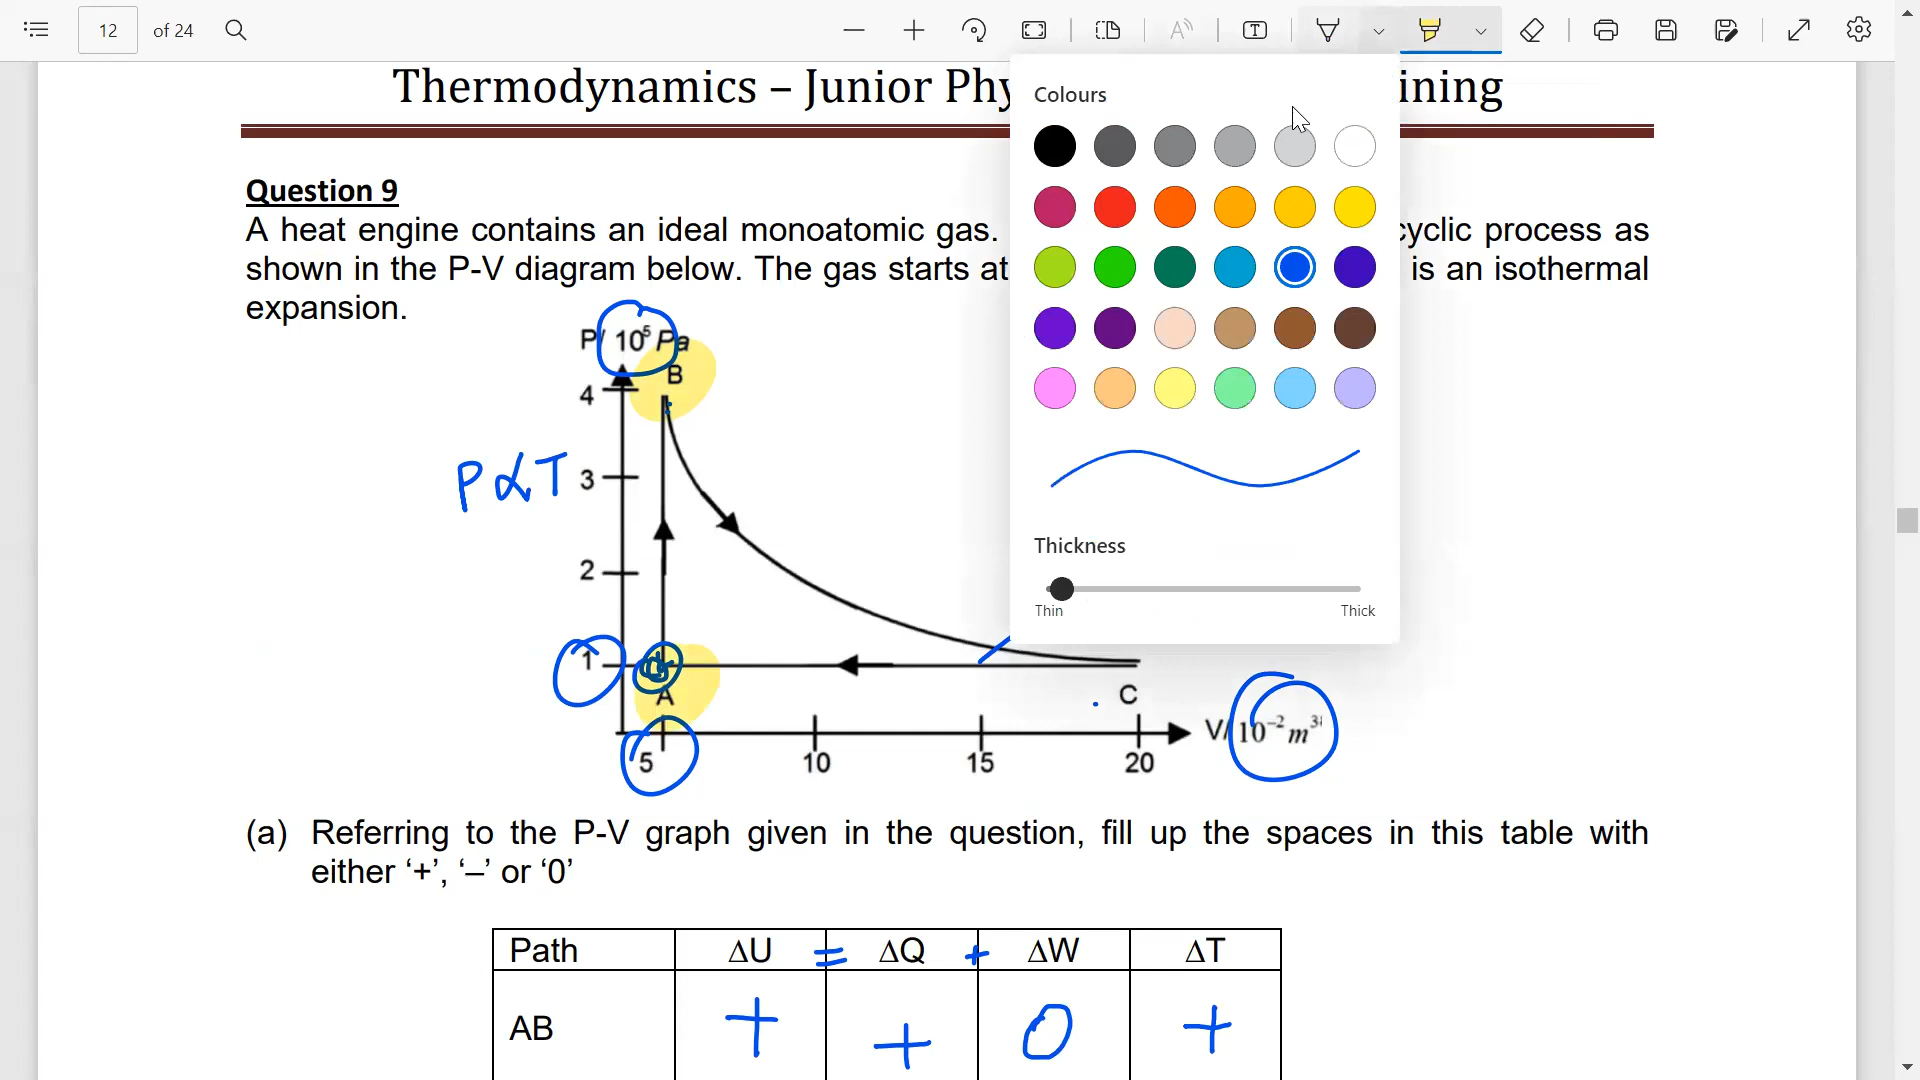 12 of 24
Thermodynamics – Junior Phy ining
Colours
Question 9
A heat engine contains an ideal monoatomic gas. cyclic process as
shown in the P-V diagram below. The gas starts at is an isothermal
expansion.
P/ 10⁵ Pa
B
4
P∝T 3
2
Thickness
Thin Thick
1
A
C
V/ 10⁻² m³
5 10 15 20
(a) Referring to the P-V graph given in the question, fill up the spaces in this table with
either ‘+’, ‘–’ or ‘0’
Path ΔU = ΔQ + ΔW ΔT
AB + + 0 +